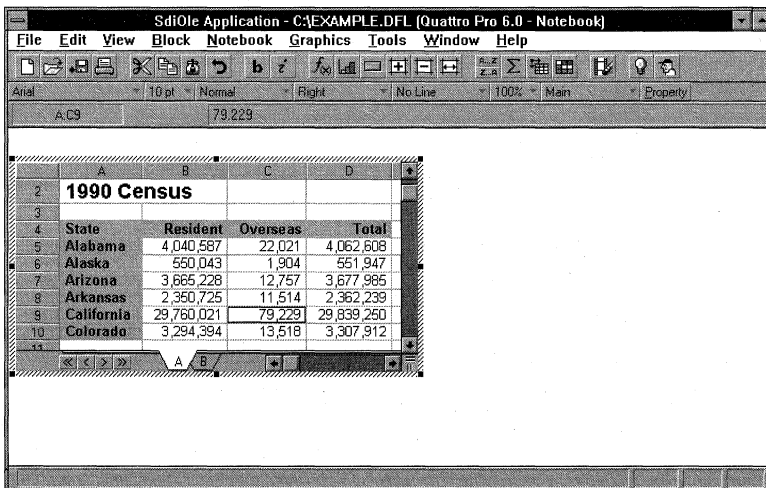 SdiOle Application - C:\EXAMPLE.DFL (Quattro Pro 6.0 - Notebook)
File Edit View Block Notebook Graphics Tools Window Help
b i A..Z Z..A
Arial 10 pt Normal Right No Line 100% Main Property
A:C9 79,229
A B C D
2 1990 Census
3
4 State Resident Overseas Total
5 Alabama 4,040,587 22,021 4,062,608
6 Alaska 550,043 1,904 551,947
7 Arizona 3,665,228 12,757 3,677,985
8 Arkansas 2,350,725 11,514 2,362,239
9 California 29,760,021 79,229 29,839,250
10 Colorado 3,294,394 13,518 3,307,912
11
A B